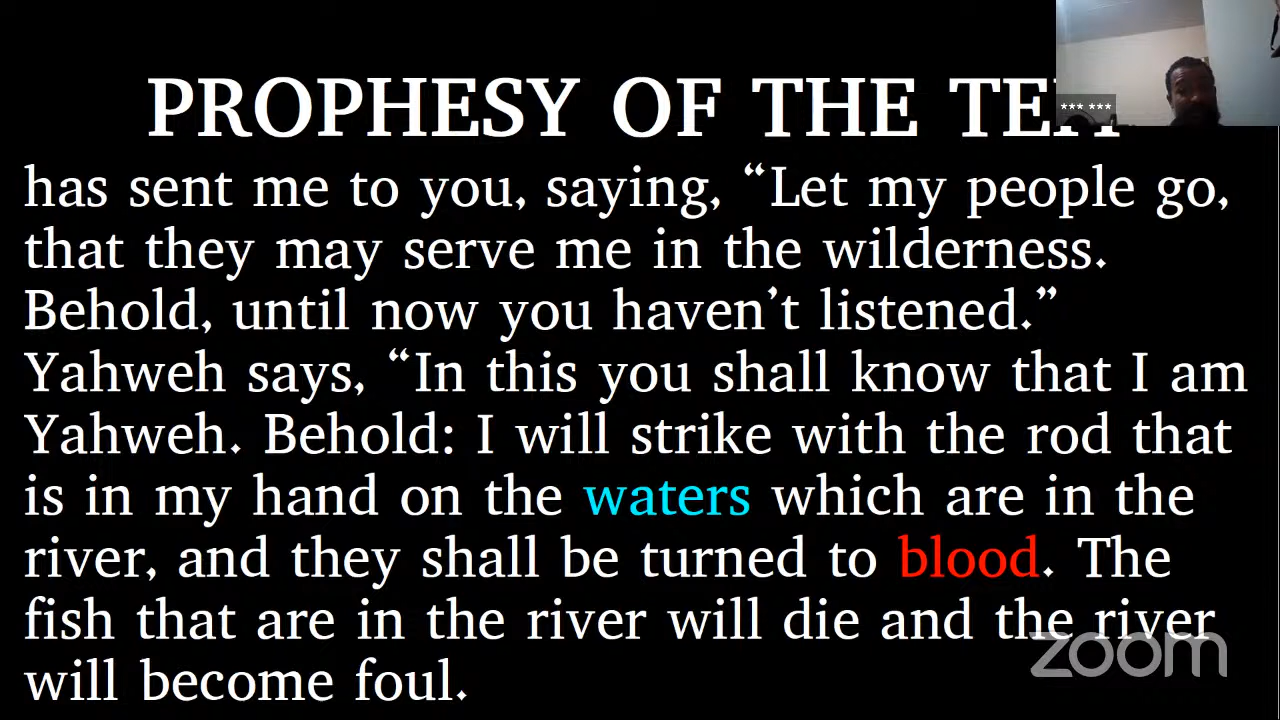 PROPHESY OF THE
*** ***
has sent me to you, saying, “Let my people go,
that they may serve me in the wilderness.
Behold, until now you haven’t listened.”
Yahweh says, “In this you shall know that I am
Yahweh. Behold: I will strike with the rod that
is in my hand on the waters which are in the
river, and they shall be turned to blood. The
fish that are in the river will die and the river
will become foul.
zoom